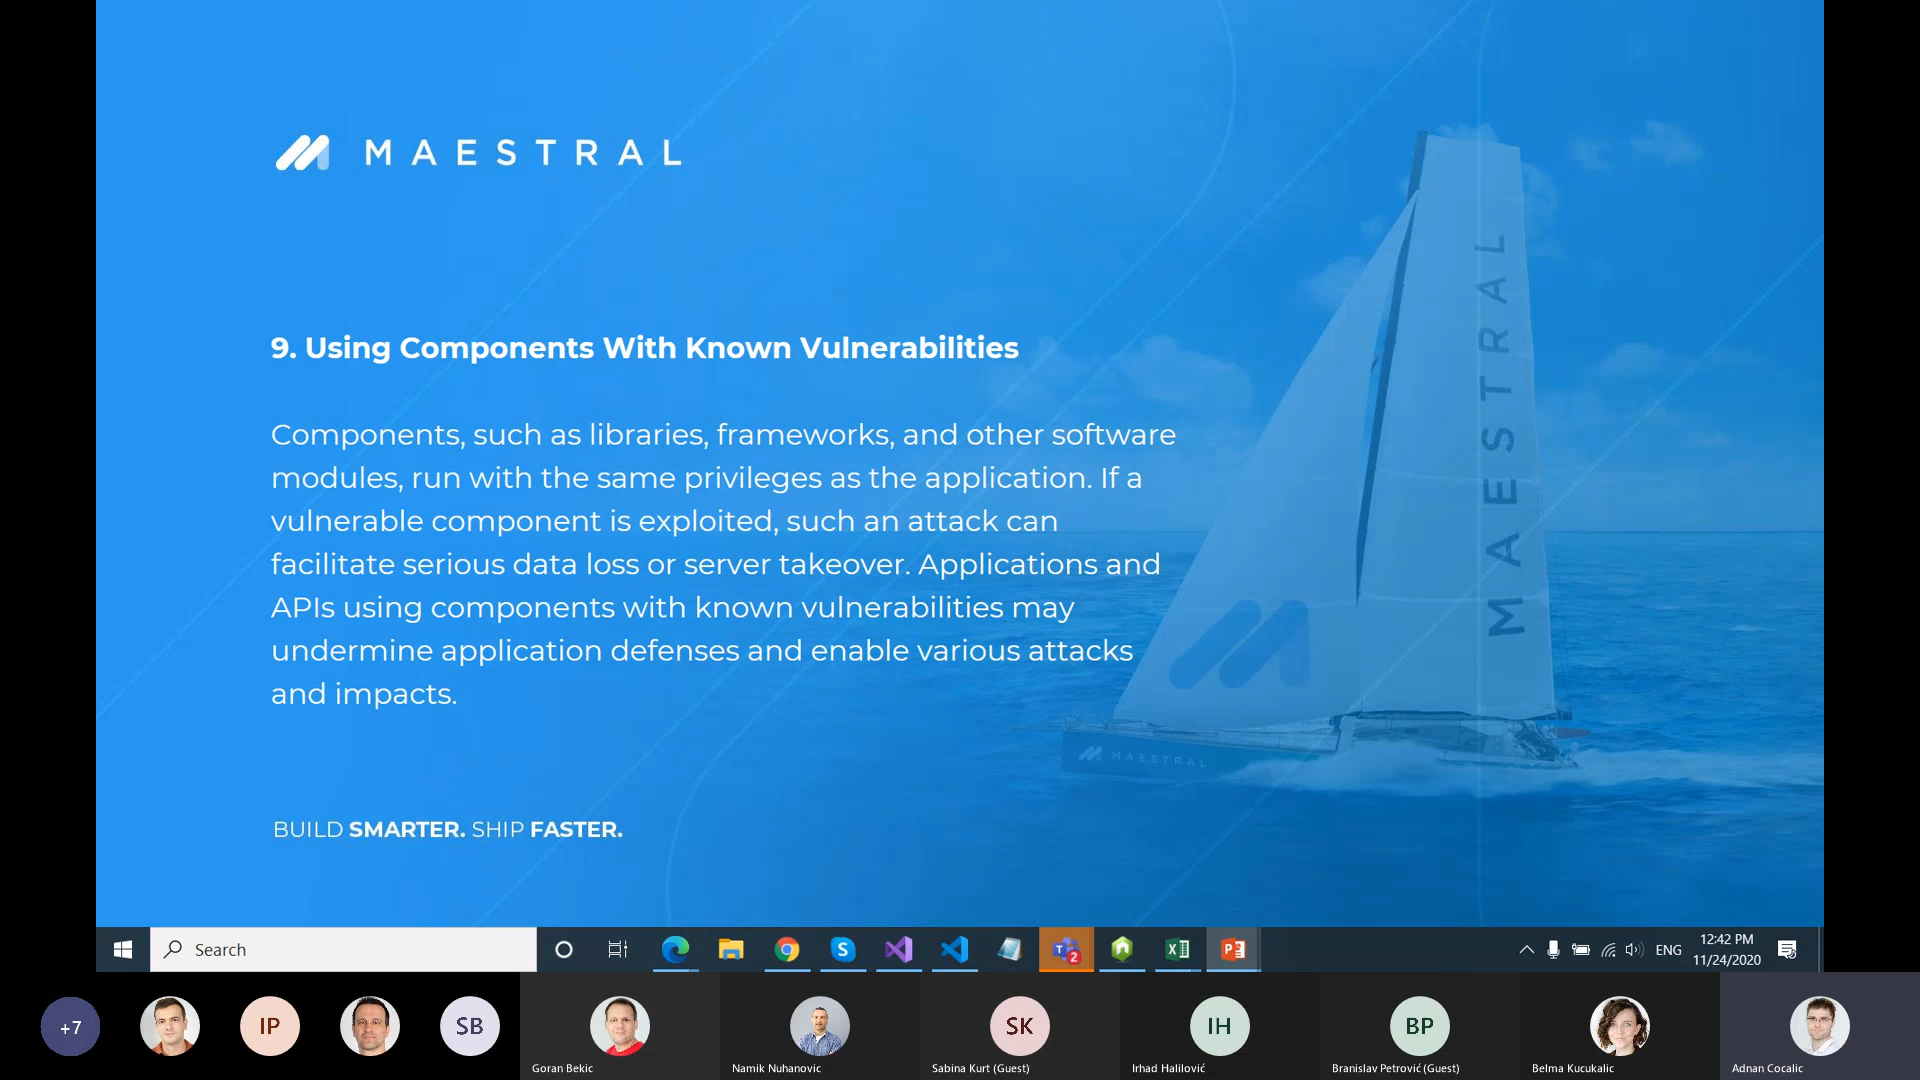 MAESTRAL
MAESTRAL
9. Using Components With Known Vulnerabilities
Components, such as libraries, frameworks, and other software
modules, run with the same privileges as the application. If a
vulnerable component is exploited, such an attack can
facilitate serious data loss or server takeover. Applications and
APIs using components with known vulnerabilities may
undermine application defenses and enable various attacks
and impacts.
MAESTRAL
BUILD SMARTER. SHIP FASTER.
Search
2
ENG
12:42 PM
11/24/2020
+7
IP
SB
SK
IH
BP
Goran Bekic
Namik Nuhanovic
Sabina Kurt (Guest)
Irhad Halilović
Branislav Petrović (Guest)
Belma Kucukalic
Adnan Cocalic